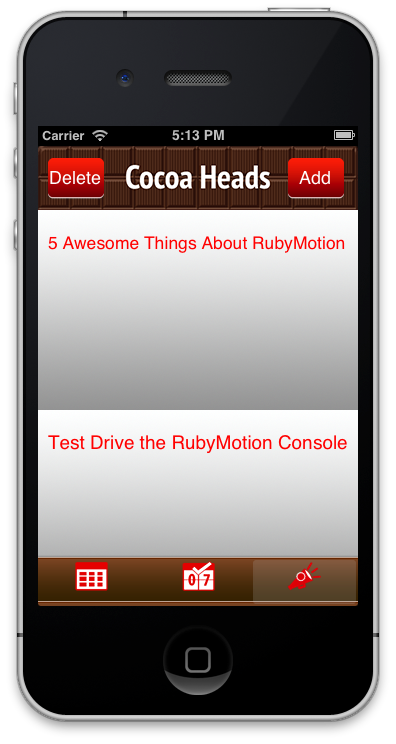 Carrier 5:13 PM
Delete Cocoa Heads Add
5 Awesome Things About RubyMotion
Test Drive the RubyMotion Console
07